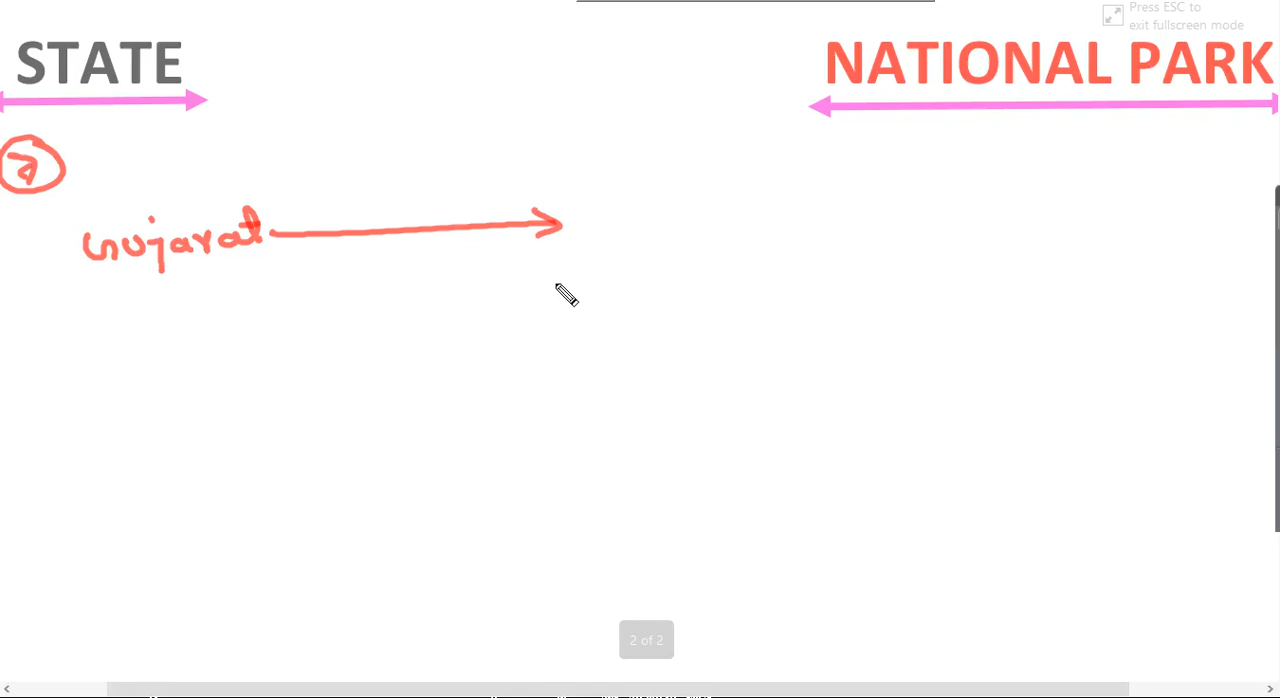 Press ESC to
exit fullscreen mode
STATE
NATIONAL PARK
Gujarat
2 of 2